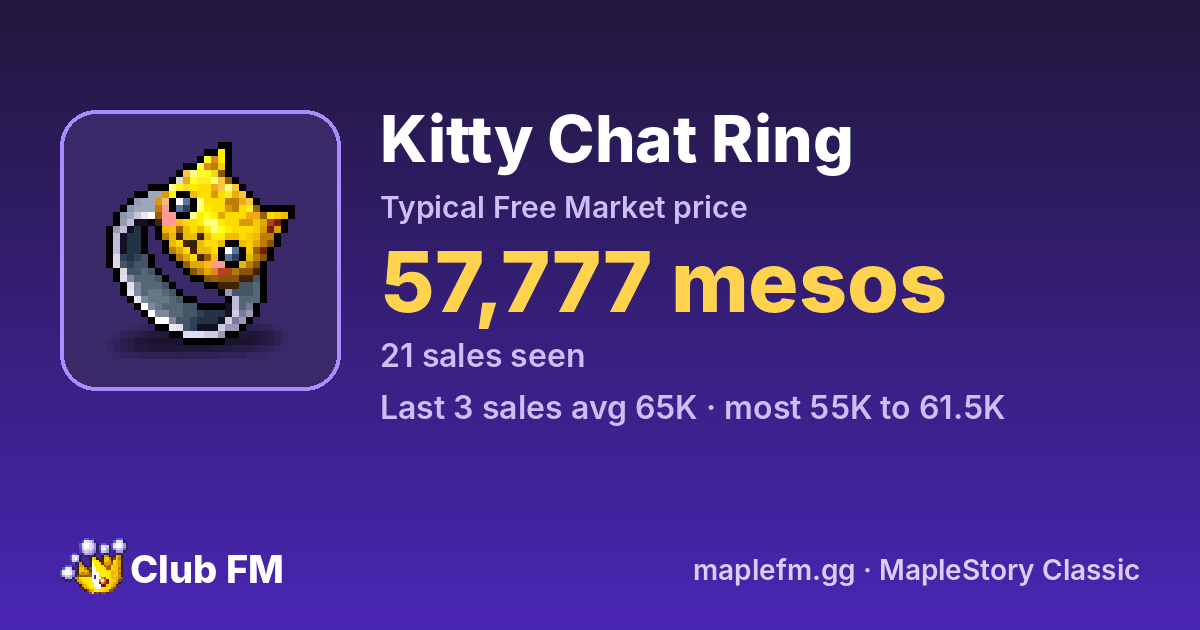 Kitty Chat Ring
Typical Free Market price
57,777 mesos
21 sales seen
Last 3 sales avg 65K · most 55K to 61.5K
Club FM
maplefm.gg · MapleStory Classic